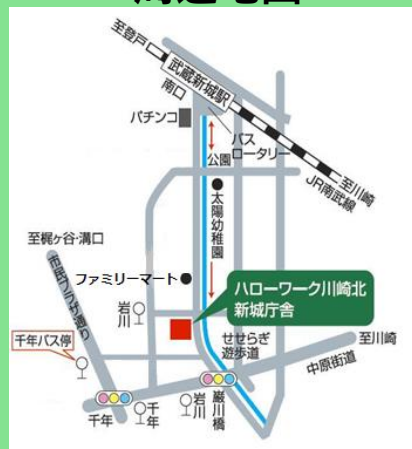 至登戸
武蔵新城駅
南口
パチンコ
バス
ロータリー
公園
至川崎
JR南武線
太陽幼稚園
至梶ヶ谷・溝口
市民プラザ通り
ファミリーマート
岩川
ハローワーク川崎北
新城庁舎
千年バス停
せせらぎ
遊歩道
至川崎
中原街道
千年
千年
岩川
巌川橋